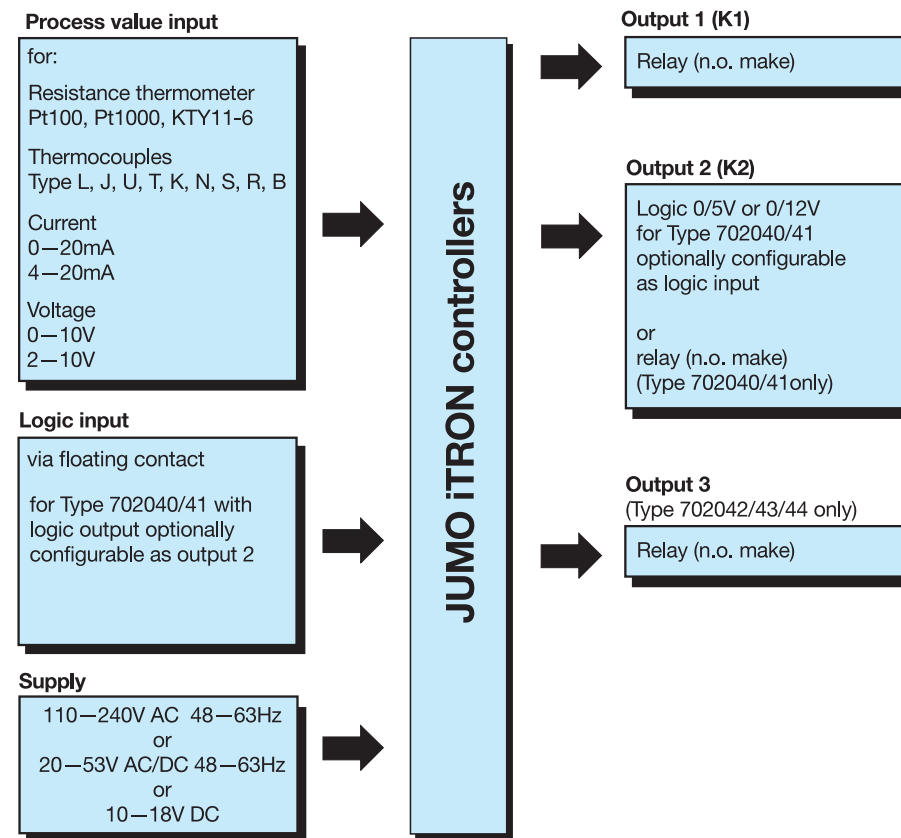 Process value input
for:
Resistance thermometer
Pt100, Pt1000, KTY11-6
Thermocouples
Type L, J, U, T, K, N, S, R, B
Current
0—20mA
4—20mA
Voltage
0—10V
2—10V
Logic input
via floating contact
for Type 702040/41 with
logic output optionally
configurable as output 2
Supply
110—240V AC 48—63Hz
or
20—53V AC/DC 48—63Hz
or
10—18V DC
JUMO iTRON controllers
Output 1 (K1)
Relay (n.o. make)
Output 2 (K2)
Logic 0/5V or 0/12V
for Type 702040/41
optionally configurable
as logic input
or
relay (n.o. make)
(Type 702040/41only)
Output 3
(Type 702042/43/44 only)
Relay (n.o. make)